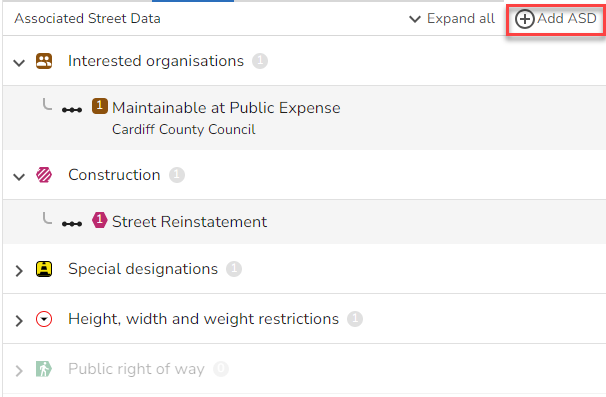 Associated Street Data Expand all Add ASD
Interested organisations 1
1 Maintainable at Public Expense
Cardiff County Council
Construction 1
1 Street Reinstatement
Special designations 1
Height, width and weight restrictions 1
Public right of way 0